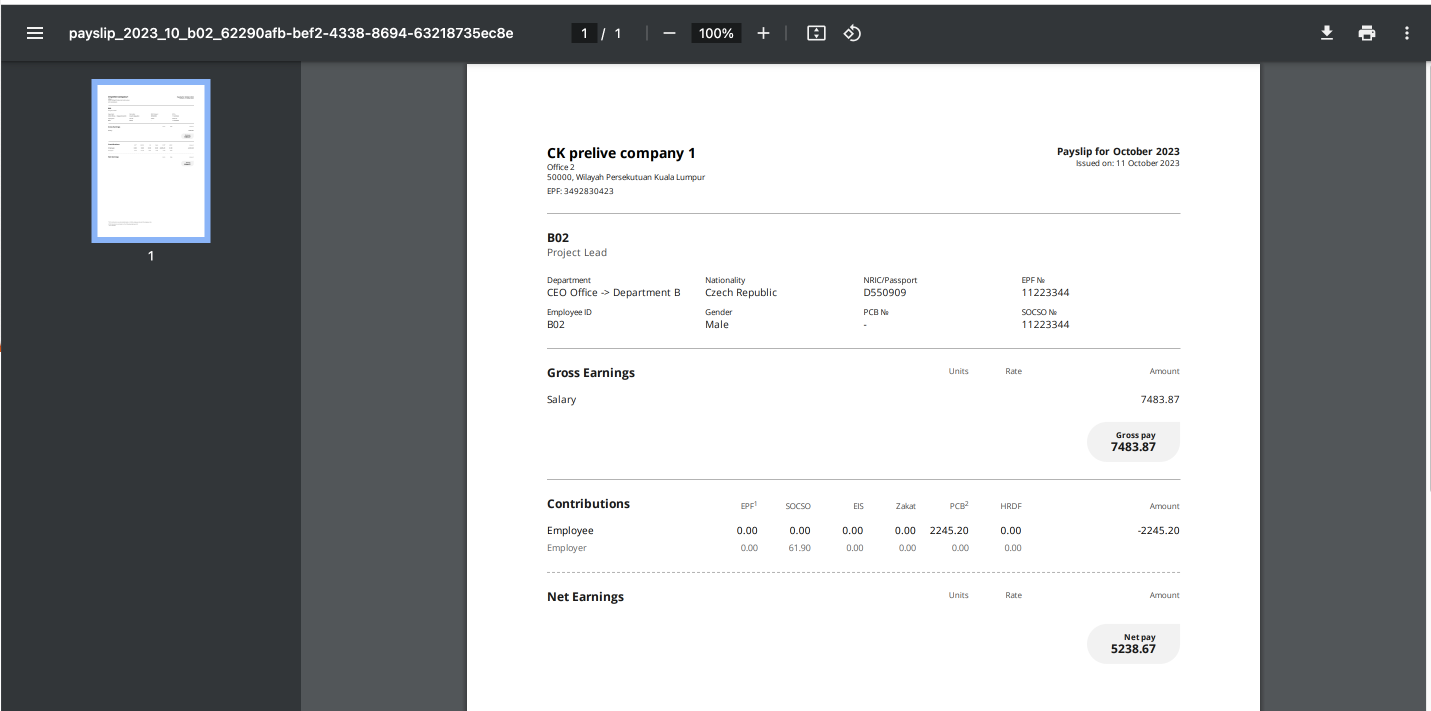 payslip_2023_10_b02_62290afb-bef2-4338-8694-63218735ec8e 1 / 1 100%
1
CK prelive company 1
Office 2
50000, Wilayah Persekutuan Kuala Lumpur
EPF: 3492830423
Payslip for October 2023
Issued on: 11 October 2023
B02
Project Lead
Department Nationality NRIC/Passport EPF №
CEO Office -> Department B Czech Republic D550909 11223344
Employee ID Gender PCB № SOCSO №
B02 Male - 11223344
Gross Earnings Units Rate Amount
Salary 7483.87
Gross pay
7483.87
Contributions EPF¹ SOCSO EIS Zakat PCB² HRDF Amount
Employee 0.00 0.00 0.00 0.00 2245.20 0.00 -2245.20
Employer 0.00 61.90 0.00 0.00 0.00 0.00
Net Earnings Units Rate Amount
Net pay
5238.67